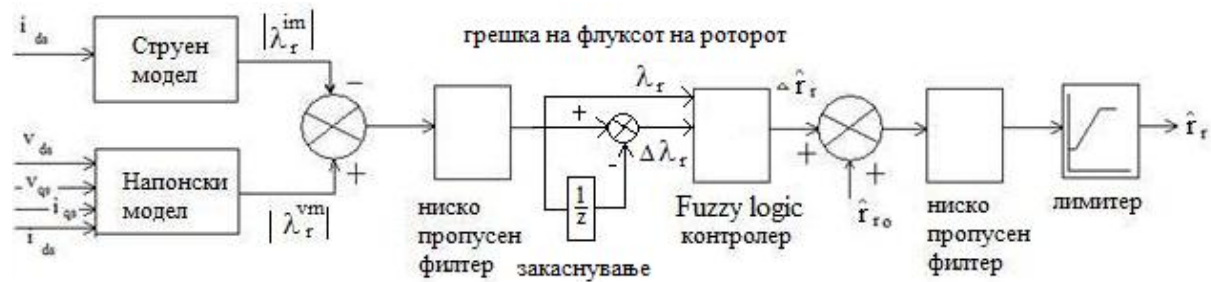 i ds
Струен
модел
|λ r im|
грешка на флуксот на роторот
−
λ r
Δ r̂ r
r̂ r
v ds
v qs
i qs
i ds
Напонски
модел
+
|λ r vm|
+
-
Δλ r
1/z
+
+
r̂ ro
ниско
пропусен
филтер
закаснување
Fuzzy logic
контролер
ниско
пропусен
филтер
лимитер